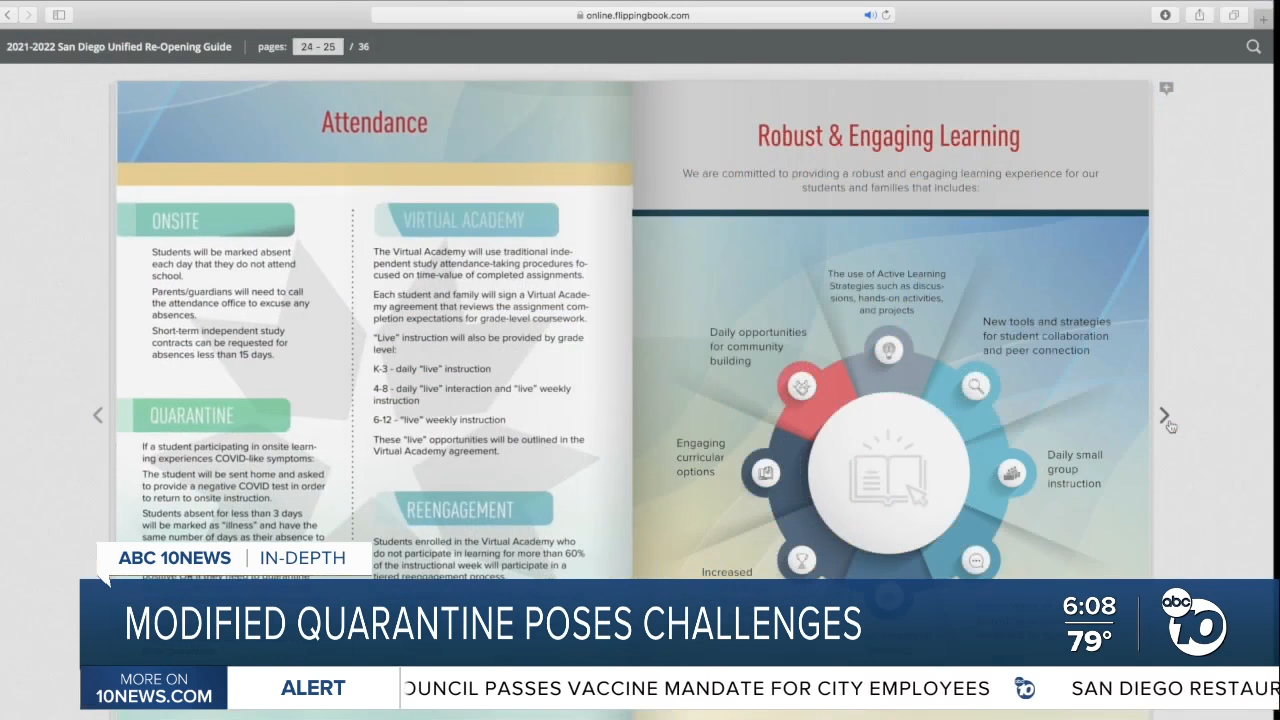 online.flippingbook.com
2021-2022 San Diego Unified Re-Opening Guide
pages: 24 - 25 / 36
Attendance
ONSITE
Students will be marked absent
each day that they do not attend
school.
Parents/guardians will need to call
the attendance office to excuse any
absences.
Short-term independent study
contracts can be requested for
absences less than 15 days.
QUARANTINE
If a student participating in onsite learn-
ing experiences COVID-like symptoms:
The student will be sent home and asked
to provide a negative COVID test in order
to return to onsite instruction.
Students absent for less than 3 days
will be marked as "illness" and have the
same number of days as their absence to
VIRTUAL ACADEMY
The Virtual Academy will use traditional inde-
pendent study attendance-taking procedures fo-
cused on time-value of completed assignments.
Each student and family will sign a Virtual Acade-
my agreement that reviews the assignment com-
pletion expectations for grade-level coursework.
"Live" instruction will also be provided by grade
level:
K-3 - daily "live" instruction
4-8 - daily "live" interaction and "live" weekly
instruction
6-12 - "live" weekly instruction
These "live" opportunities will be outlined in the
Virtual Academy agreement.
REENGAGEMENT
Students enrolled in the Virtual Academy who
do not participate in learning for more than 60%
of the instructional week will participate in a
tiered reengagement process.
Robust & Engaging Learning
We are committed to providing a robust and engaging learning experience for our
students and families that includes:
The use of Active Learning
Strategies such as discus-
sions, hands-on activities,
and projects
Daily opportunities
for community
building
New tools and strategies
for student collaboration
and peer connection
Engaging
curricular
options
Daily small
group
instruction
Increased
ABC 10NEWS IN-DEPTH
MODIFIED QUARANTINE POSES CHALLENGES
6:08
79°
abc
10
MORE ON
10NEWS.COM
ALERT
OUNCIL PASSES VACCINE MANDATE FOR CITY EMPLOYEES abc 10 SAN DIEGO RESTAUR